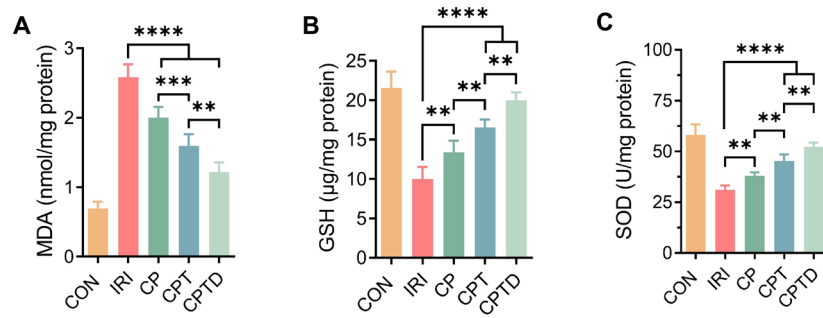 A
MDA (nmol/mg protein)
3
2
1
0
****
***
**
CON
IRI
CP
CPT
CPTD
B
GSH (μg/mg protein)
25
20
15
10
5
0
****
**
**
**
CON
IRI
CP
CPT
CPTD
C
SOD (U/mg protein)
100
75
50
25
0
****
**
**
**
CON
IRI
CP
CPT
CPTD